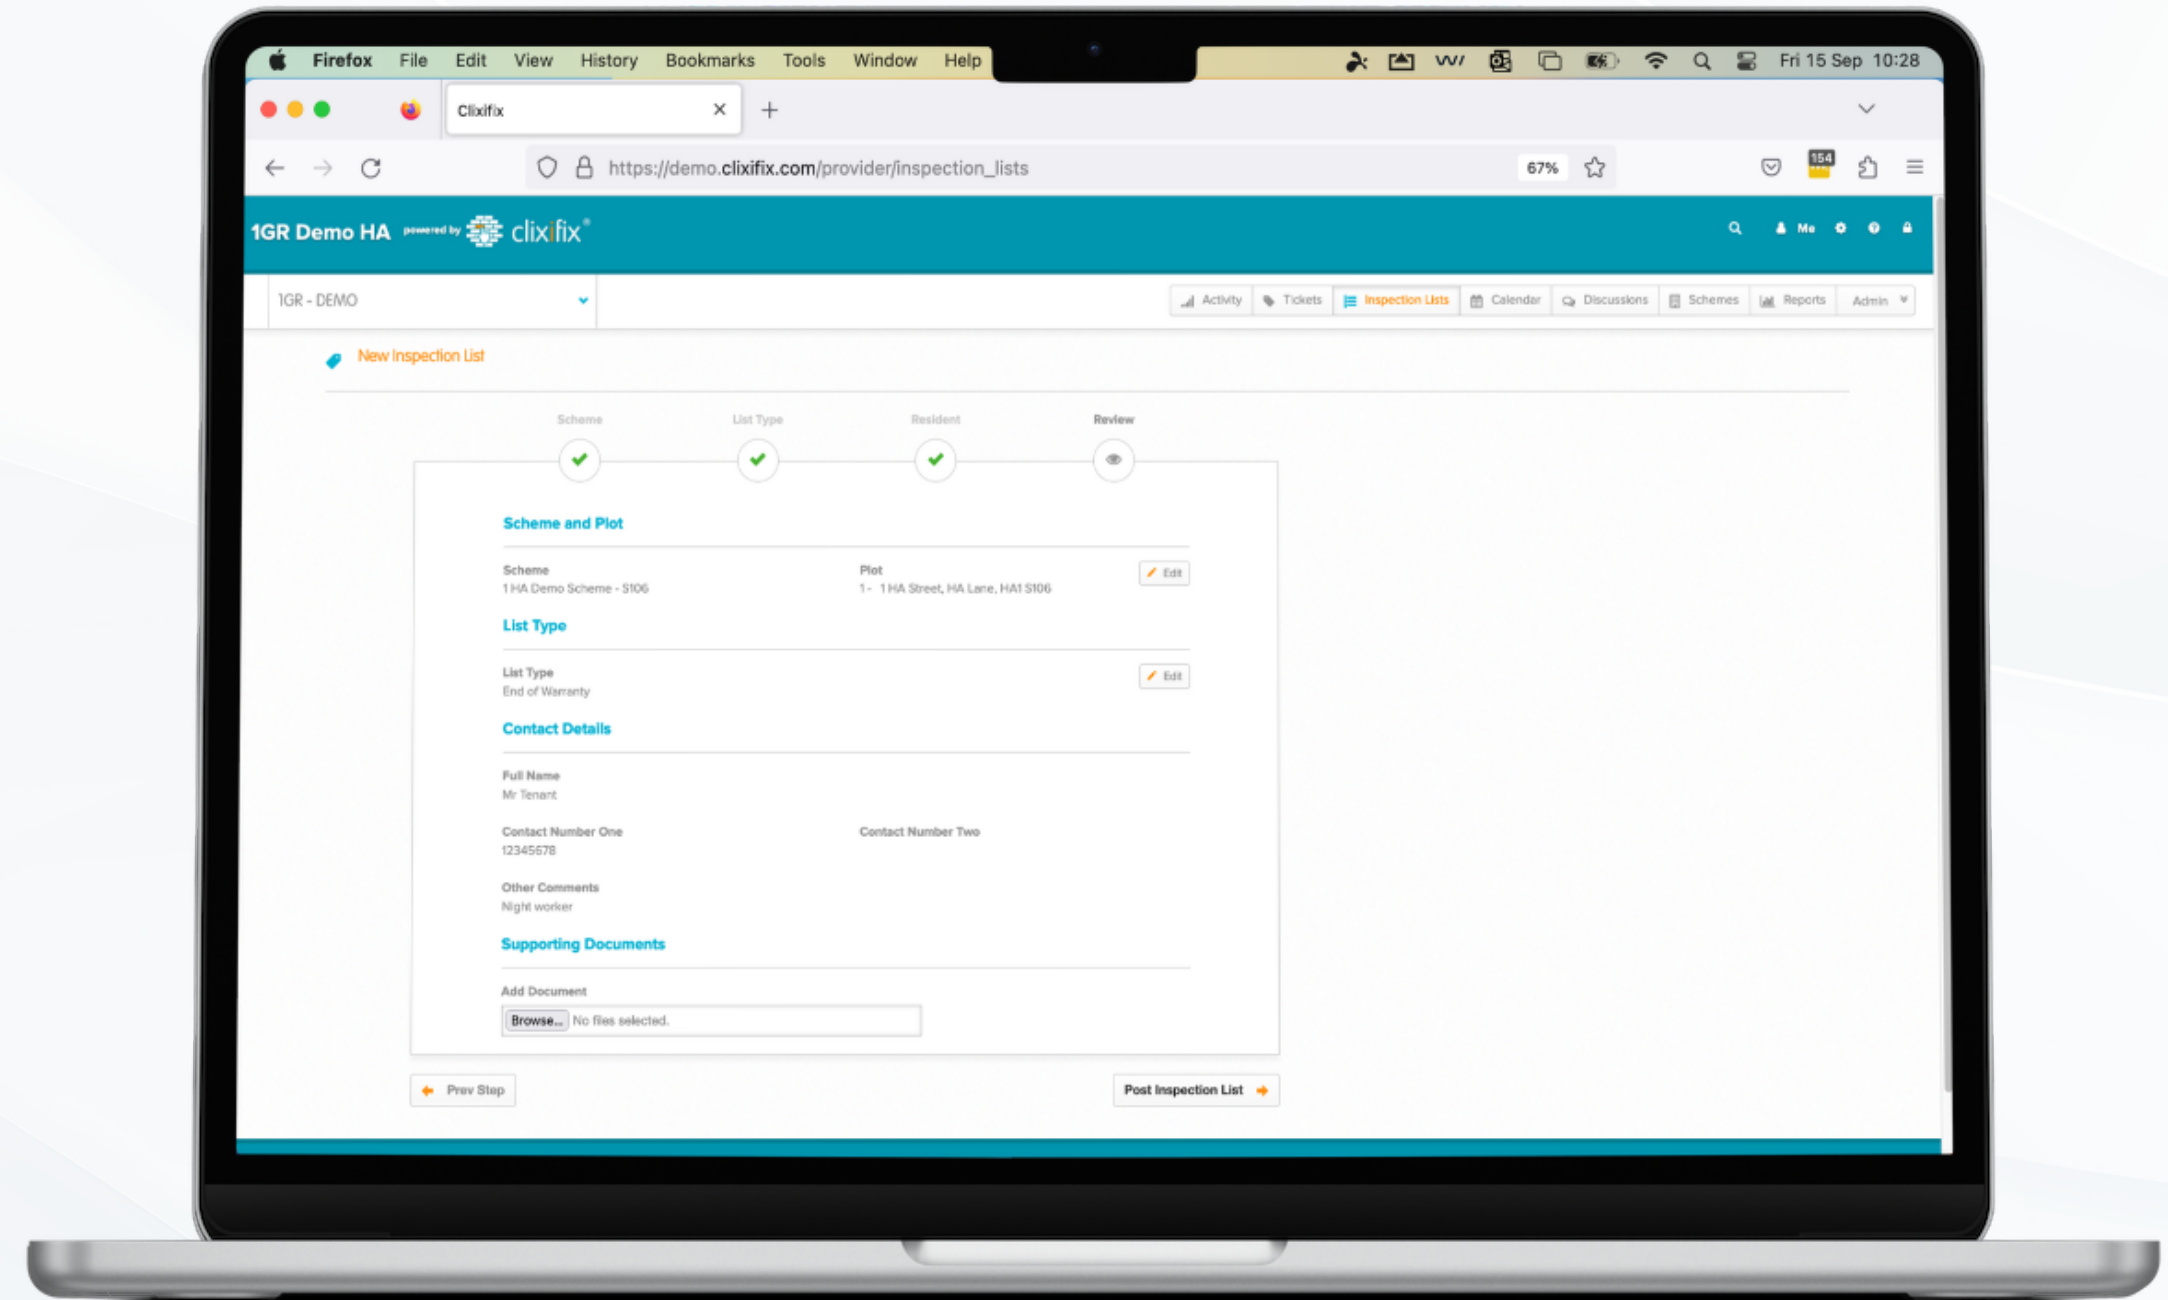 Firefox File Edit View History Bookmarks Tools Window Help Fri 15 Sep 10:28
Clixifix
https://demo.clixifix.com/provider/inspection_lists 67% 154
1GR Demo HA powered by clixifix® Me
1GR - DEMO Activity Tickets Inspection Lists Calendar Discussions Schemes Reports Admin
New Inspection List
Scheme List Type Resident Review
Scheme and Plot
Scheme Plot Edit
1 HA Demo Scheme - S106 1 - 1 HA Street, HA Lane, HA1 S106
List Type
List Type Edit
End of Warranty
Contact Details
Full Name
Mr Tenant
Contact Number One Contact Number Two
12345678
Other Comments
Night worker
Supporting Documents
Add Document
Browse... No files selected.
Prev Step Post Inspection List